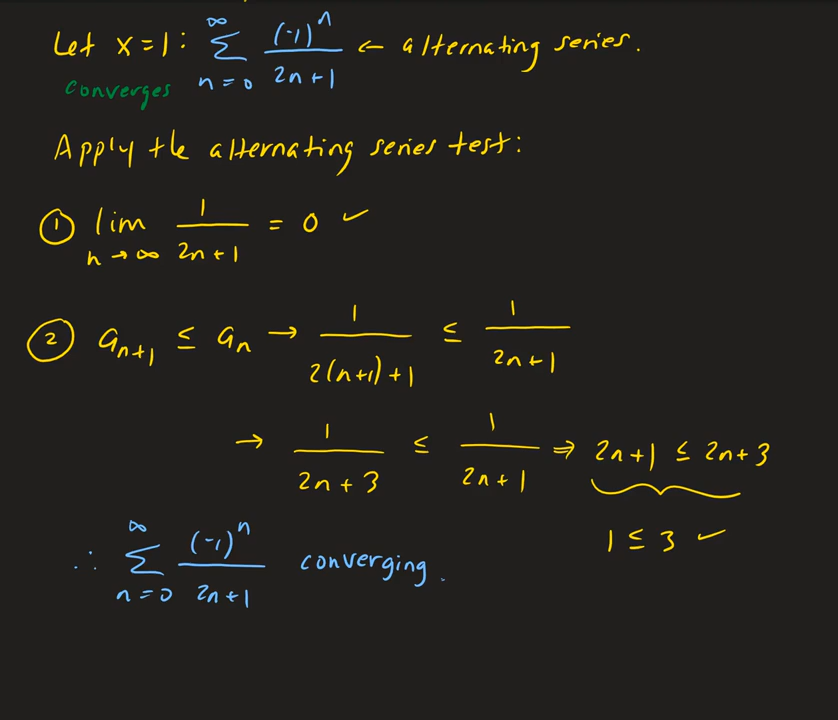 Let x = 1 : ∞ ∑ n = 0 (-1)^n / 2n + 1 ← alternating series.
converges
Apply the alternating series test:
① lim n → ∞ 1 / 2n + 1 = 0 ✓
② a_{n+1} ≤ a_n → 1 / 2(n+1) + 1 ≤ 1 / 2n + 1
→ 1 / 2n + 3 ≤ 1 / 2n + 1 ⇒ 2n + 1 ≤ 2n + 3
1 ≤ 3 ✓
∴ ∞ ∑ n = 0 (-1)^n / 2n + 1 converging.